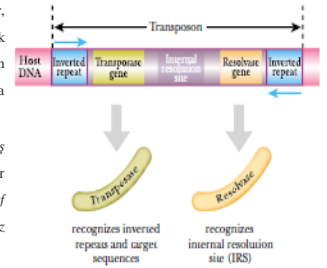 r,
k
n
a
s
r
f
z
Transposon
Host
DNA
Inverted
repeat
Transposase
gene
Internal
resolution
site
Resolvase
gene
Inverted
repeat
Transposase
Resolvase
recognizes inverted
repeats and target
sequences
recognizes
internal resolution
site (IRS)